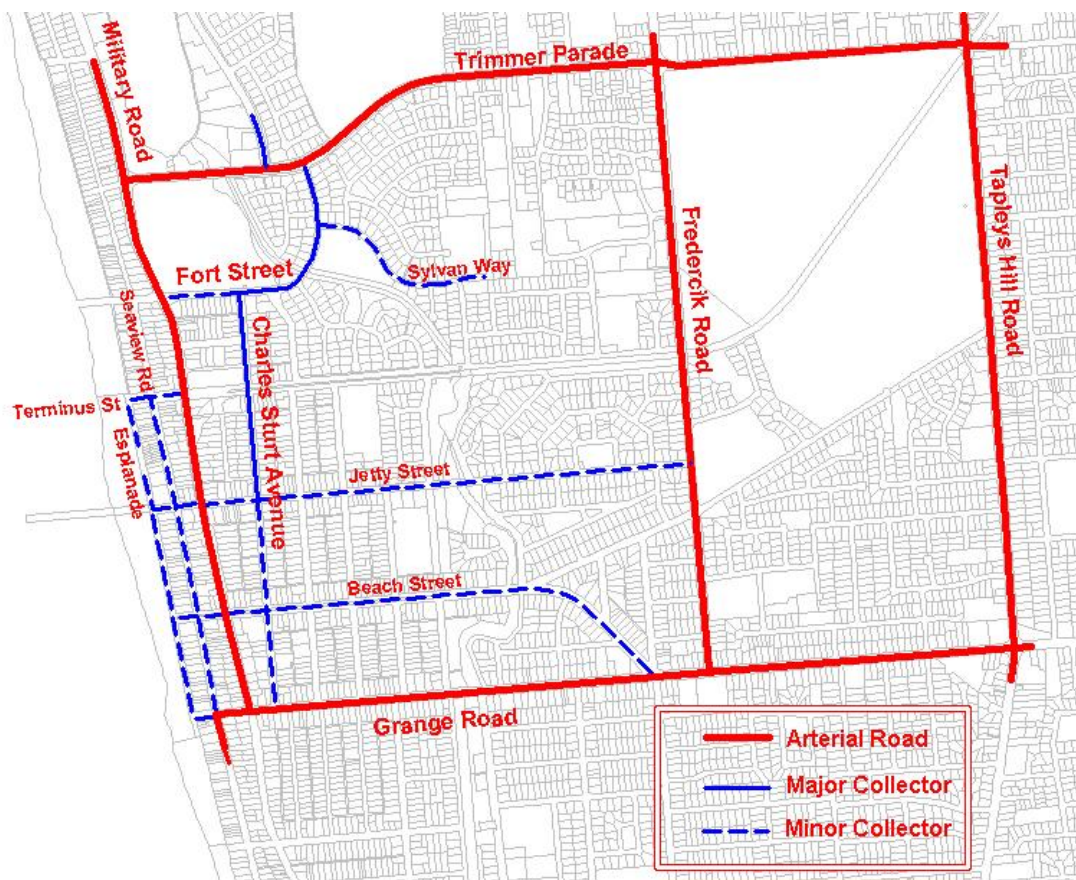 Military Road
Trimmer Parade
Fort Street
Sylvan Way
Fredercik Road
Tapleys Hill Road
Seaview Rd
Charles Sturt Avenue
Terminus St
Esplanade
Jetty Street
Beach Street
Grange Road
Arterial Road
Major Collector
Minor Collector